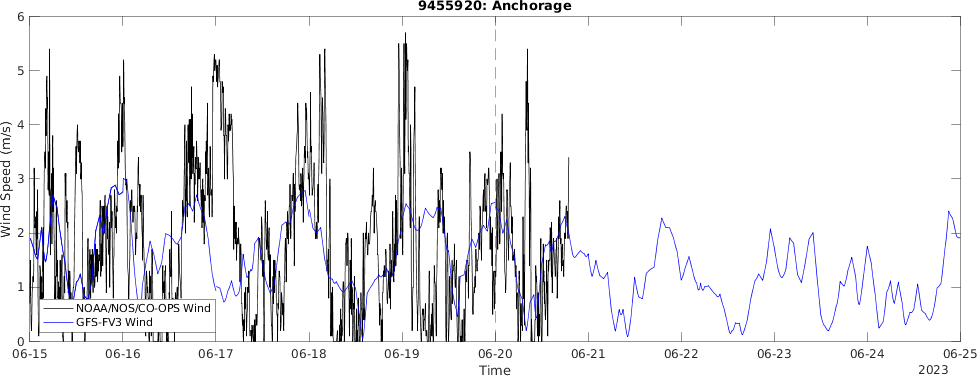 9455920: Anchorage
6
5
4
3
2
1
0
Wind Speed (m/s)
NOAA/NOS/CO-OPS Wind
GFS-FV3 Wind
06-15 06-16 06-17 06-18 06-19 06-20 06-21 06-22 06-23 06-24 06-25
Time
2023